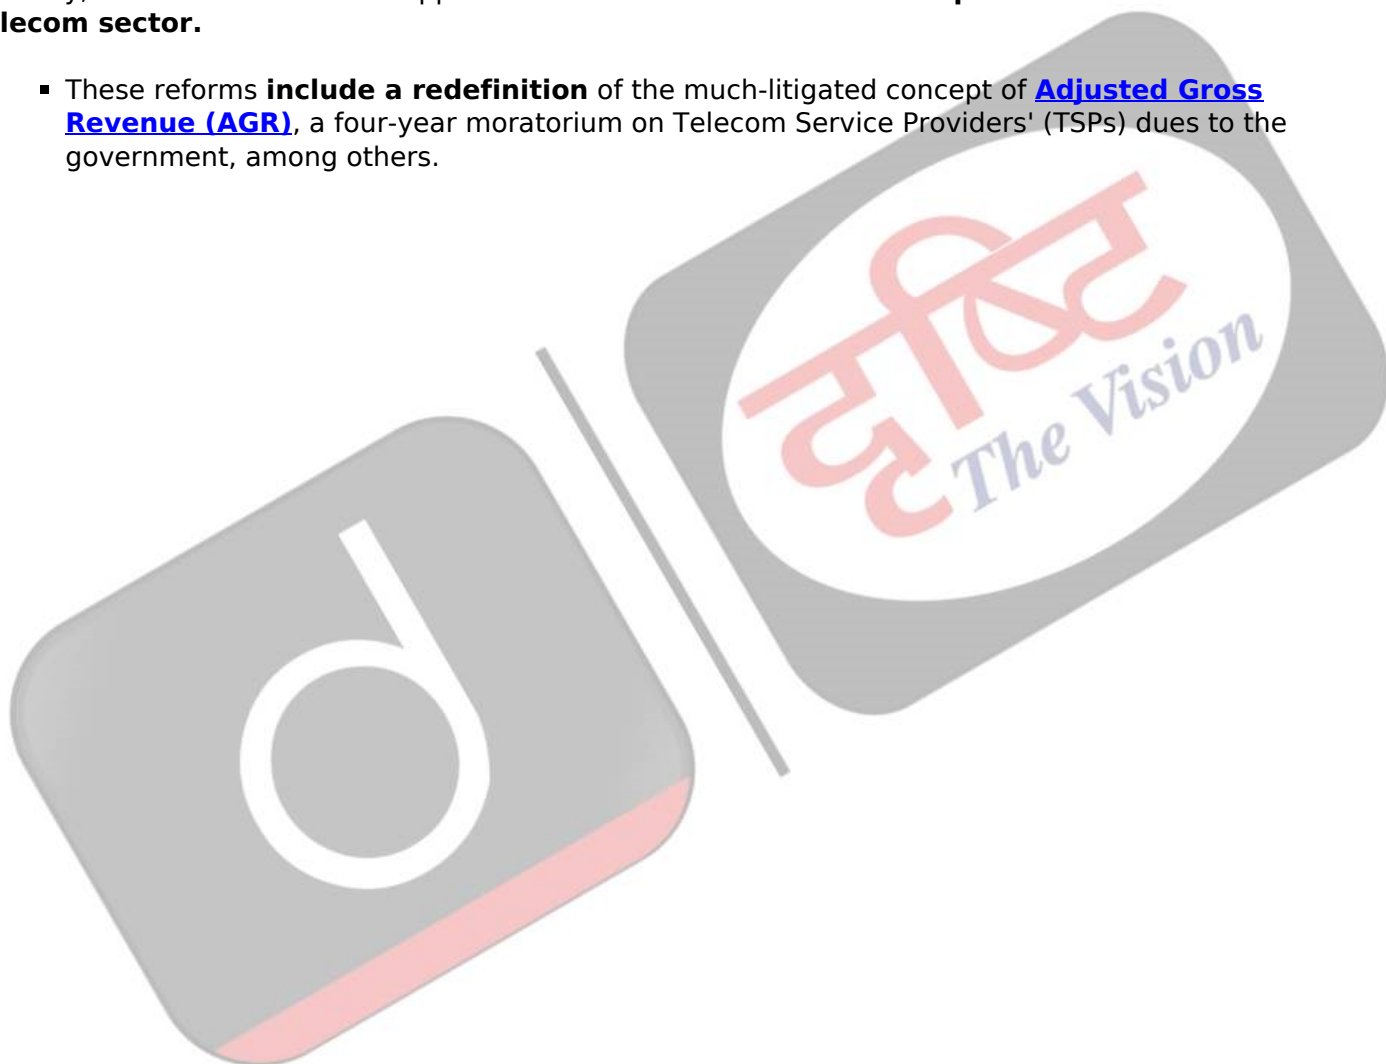 lecom sector.
▪ These reforms include a redefinition of the much-litigated concept of Adjusted Gross
Revenue (AGR), a four-year moratorium on Telecom Service Providers' (TSPs) dues to the
government, among others.
दृष्टि
The Vision
d